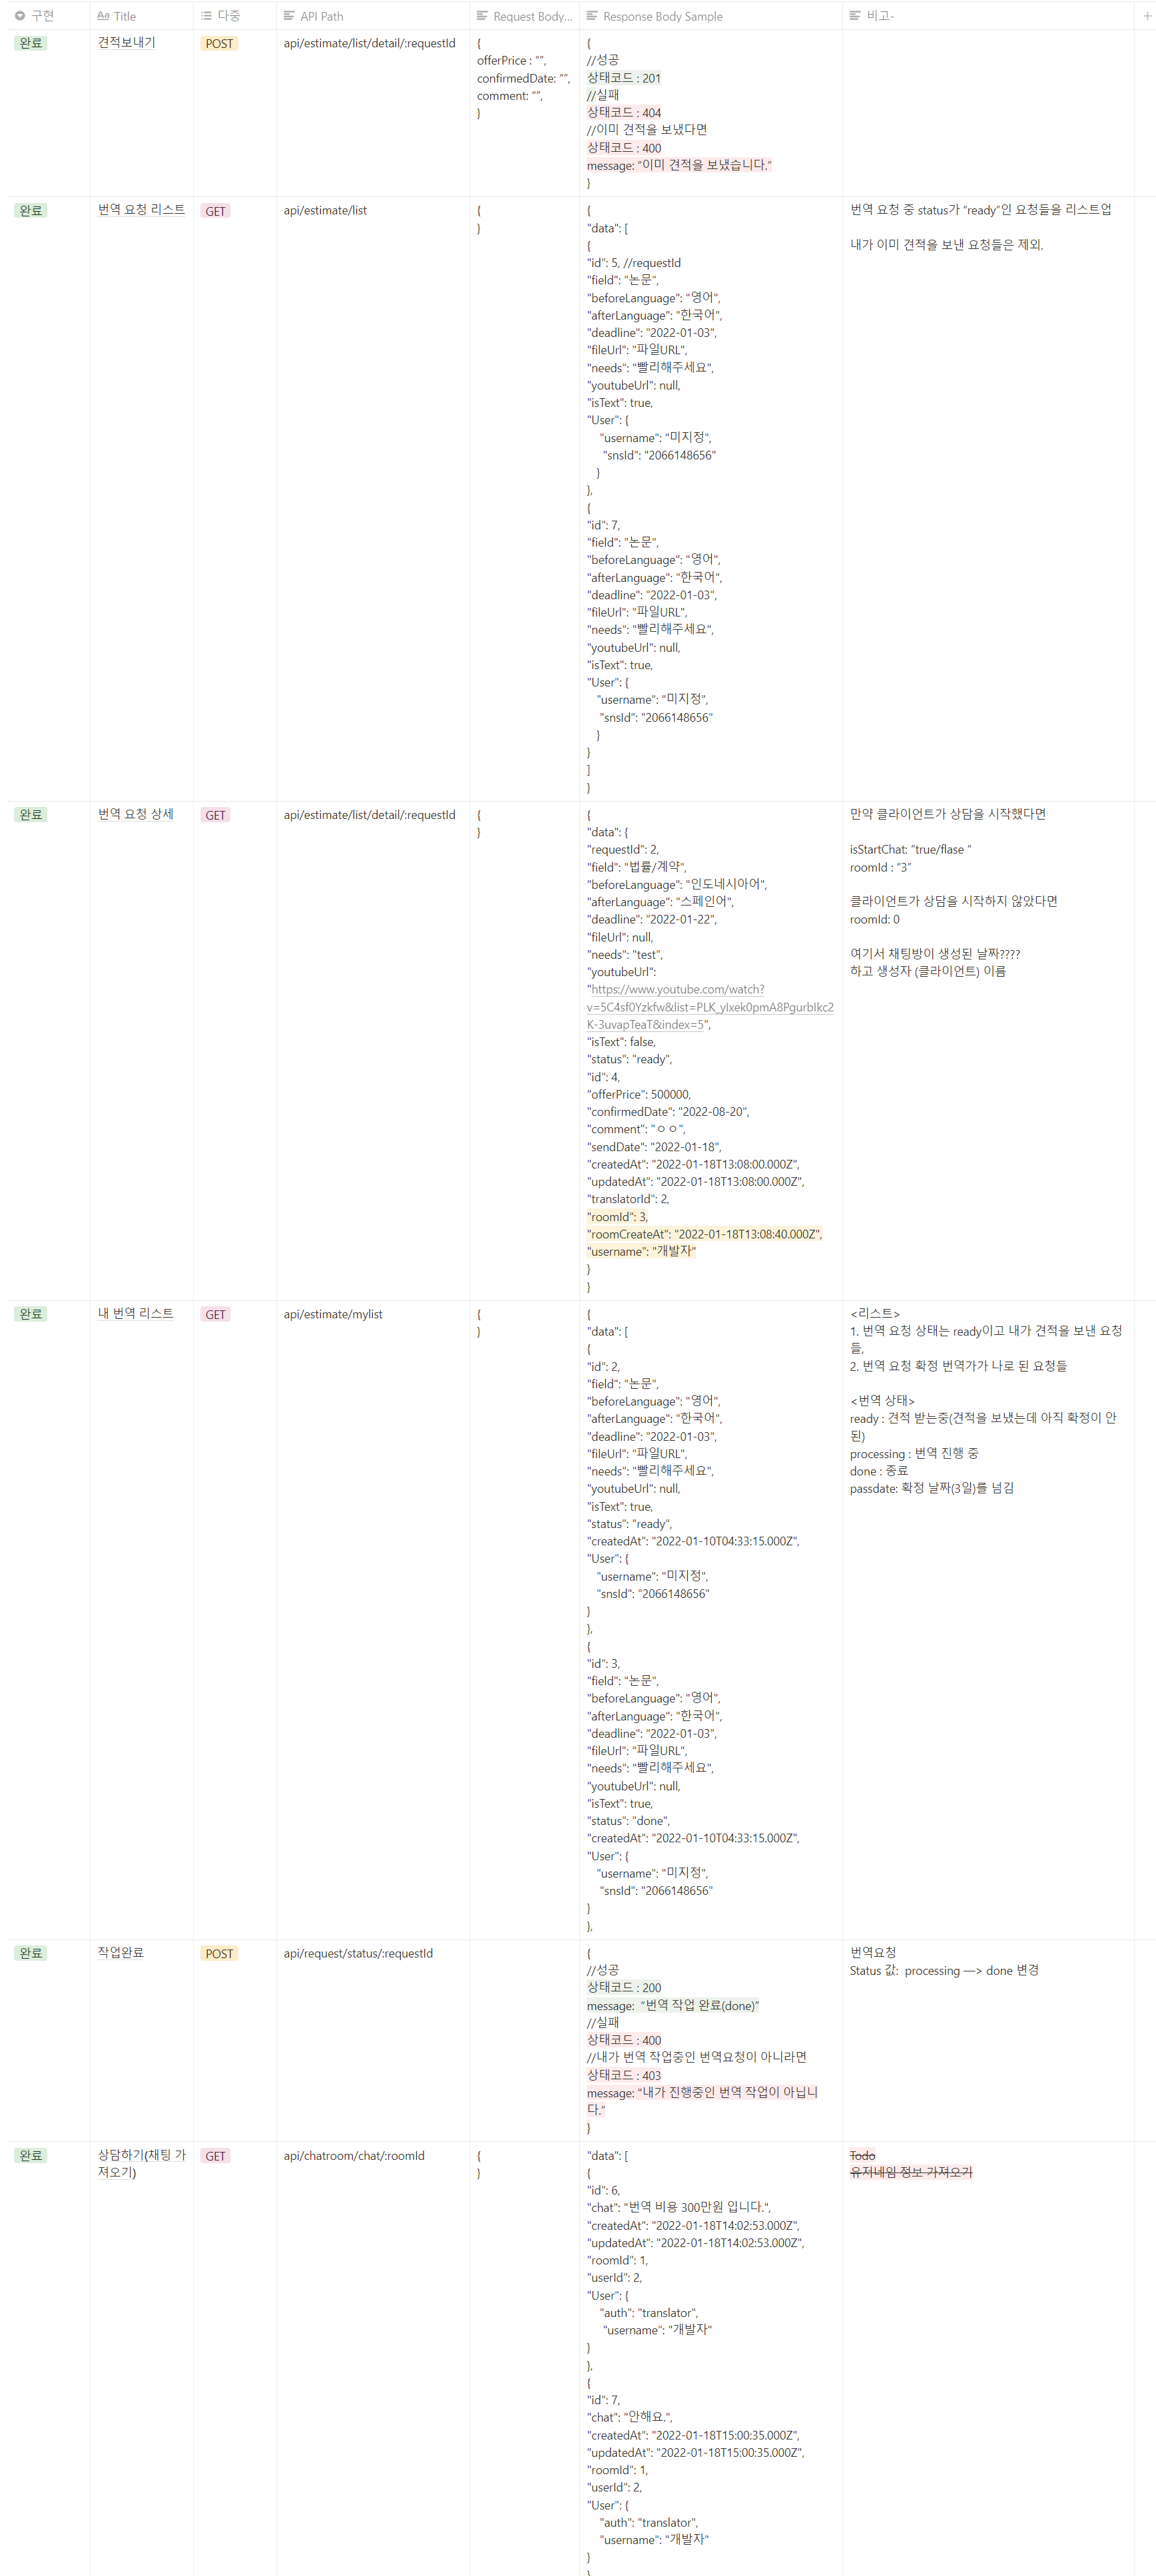 구현
Aa Title
다중
API Path
Request Body...
Response Body Sample
비고-
완료
견적보내기
POST
api/estimate/list/detail/:requestId
{
offerPrice : “”,
confirmedDate: “”,
comment: “”,
}
{
//성공
상태코드 : 201
//실패
상태코드 : 404
//이미 견적을 보냈다면
상태코드 : 400
message: “이미 견적을 보냈습니다.”
}
완료
번역 요청 리스트
GET
api/estimate/list
{
}
{
"data": [
{
"id": 5, //requestId
"field": "논문",
"beforeLanguage": "영어",
"afterLanguage": "한국어",
"deadline": "2022-01-03",
"fileUrl": "파일URL",
"needs": "빨리해주세요",
"youtubeUrl": null,
"isText": true,
"User": {
"username": "미지정",
"snsId": "2066148656"
}
},
{
"id": 7,
"field": "논문",
"beforeLanguage": "영어",
"afterLanguage": "한국어",
"deadline": "2022-01-03",
"fileUrl": "파일URL",
"needs": "빨리해주세요",
"youtubeUrl": null,
"isText": true,
"User": {
"username": "미지정",
"snsId": "2066148656"
}
}
]
}
번역 요청 중 status가 “ready”인 요청들을 리스트업
내가 이미 견적을 보낸 요청들은 제외.
완료
번역 요청 상세
GET
api/estimate/list/detail/:requestId
{
}
{
"data": {
"requestId": 2,
"field": "법률/계약",
"beforeLanguage": "인도네시아어",
"afterLanguage": "스페인어",
"deadline": "2022-01-22",
"fileUrl": null,
"needs": "test",
"youtubeUrl":
"https://www.youtube.com/watch?
v=5C4sf0Yzkfw&list=PLK_yIxek0pmA8PgurbIkc2
K-3uvapTeaT&index=5",
"isText": false,
"status": "ready",
"id": 4,
"offerPrice": 500000,
"confirmedDate": "2022-08-20",
"comment": "ㅇㅇ",
"sendDate": "2022-01-18",
"createdAt": "2022-01-18T13:08:00.000Z",
"updatedAt": "2022-01-18T13:08:00.000Z",
"translatorId": 2,
"roomId": 3,
"roomCreateAt": "2022-01-18T13:08:40.000Z",
"username": "개발자"
}
}
만약 클라이언트가 상담을 시작했다면
isStartChat: ”true/flase ”
roomId : “3”
클라이언트가 상담을 시작하지 않았다면
roomId: 0
여기서 채팅방이 생성된 날짜????
하고 생성자 (클라이언트) 이름
완료
내 번역 리스트
GET
api/estimate/mylist
{
}
{
"data": [
{
"id": 2,
"field": "논문",
"beforeLanguage": "영어",
"afterLanguage": "한국어",
"deadline": "2022-01-03",
"fileUrl": "파일URL",
"needs": "빨리해주세요",
"youtubeUrl": null,
"isText": true,
"status": "ready",
"createdAt": "2022-01-10T04:33:15.000Z",
"User": {
"username": "미지정",
"snsId": "2066148656"
}
},
{
"id": 3,
"field": "논문",
"beforeLanguage": "영어",
"afterLanguage": "한국어",
"deadline": "2022-01-03",
"fileUrl": "파일URL",
"needs": "빨리해주세요",
"youtubeUrl": null,
"isText": true,
"status": "done",
"createdAt": "2022-01-10T04:33:15.000Z",
"User": {
"username": "미지정",
"snsId": "2066148656"
}
},
<리스트>
1. 번역 요청 상태는 ready이고 내가 견적을 보낸 요청
들,
2. 번역 요청 확정 번역가가 나로 된 요청들
<번역 상태>
ready : 견적 받는중(견적을 보냈는데 아직 확정이 안
된)
processing : 번역 진행 중
done : 종료
passdate: 확정 날짜(3일)를 넘김
완료
작업완료
POST
api/request/status/:requestId
{
//성공
상태코드 : 200
message: “번역 작업 완료(done)”
//실패
상태코드 : 400
//내가 번역 작업중인 번역요청이 아니라면
상태코드 : 403
message: “내가 진행중인 번역 작업이 아닙니
다.”
}
번역요청
Status 값: processing —> done 변경
완료
상담하기(채팅 가
져오기)
GET
api/chatroom/chat/:roomId
{
}
"data": [
{
"id": 6,
"chat": "번역 비용 300만원 입니다.",
"createdAt": "2022-01-18T14:02:53.000Z",
"updatedAt": "2022-01-18T14:02:53.000Z",
"roomId": 1,
"userId": 2,
"User": {
"auth": "translator",
"username": "개발자"
}
},
{
"id": 7,
"chat": "안해요.",
"createdAt": "2022-01-18T15:00:35.000Z",
"updatedAt": "2022-01-18T15:00:35.000Z",
"roomId": 1,
"userId": 2,
"User": {
"auth": "translator",
"username": "개발자"
}
Todo
유저네임 정보 가져오기